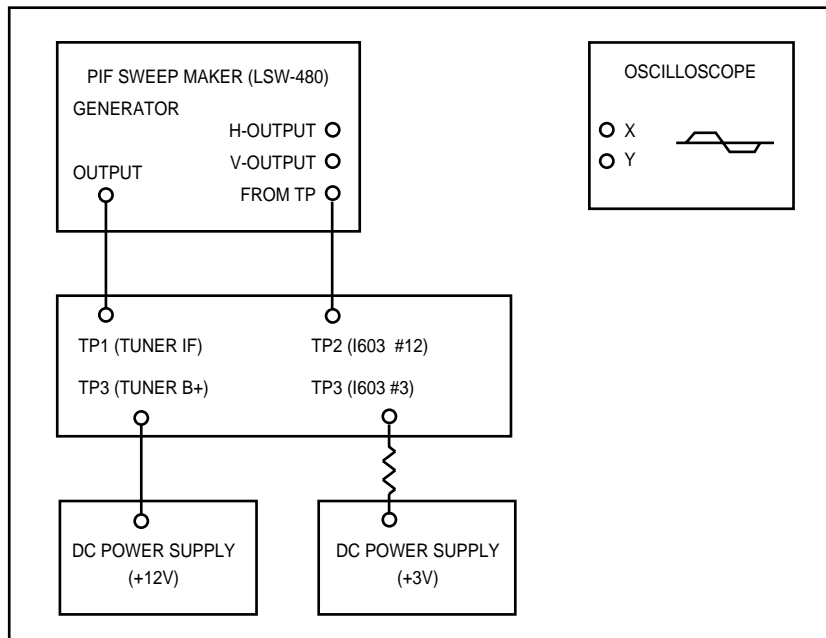 PIF SWEEP MAKER (LSW-480)
GENERATOR
H-OUTPUT
V-OUTPUT
OUTPUT
FROM TP
OSCILLOSCOPE
X
Y
TP1 (TUNER IF)
TP2 (I603 #12)
TP3 (TUNER B+)
TP3 (I603 #3)
DC POWER SUPPLY
(+12V)
DC POWER SUPPLY
(+3V)